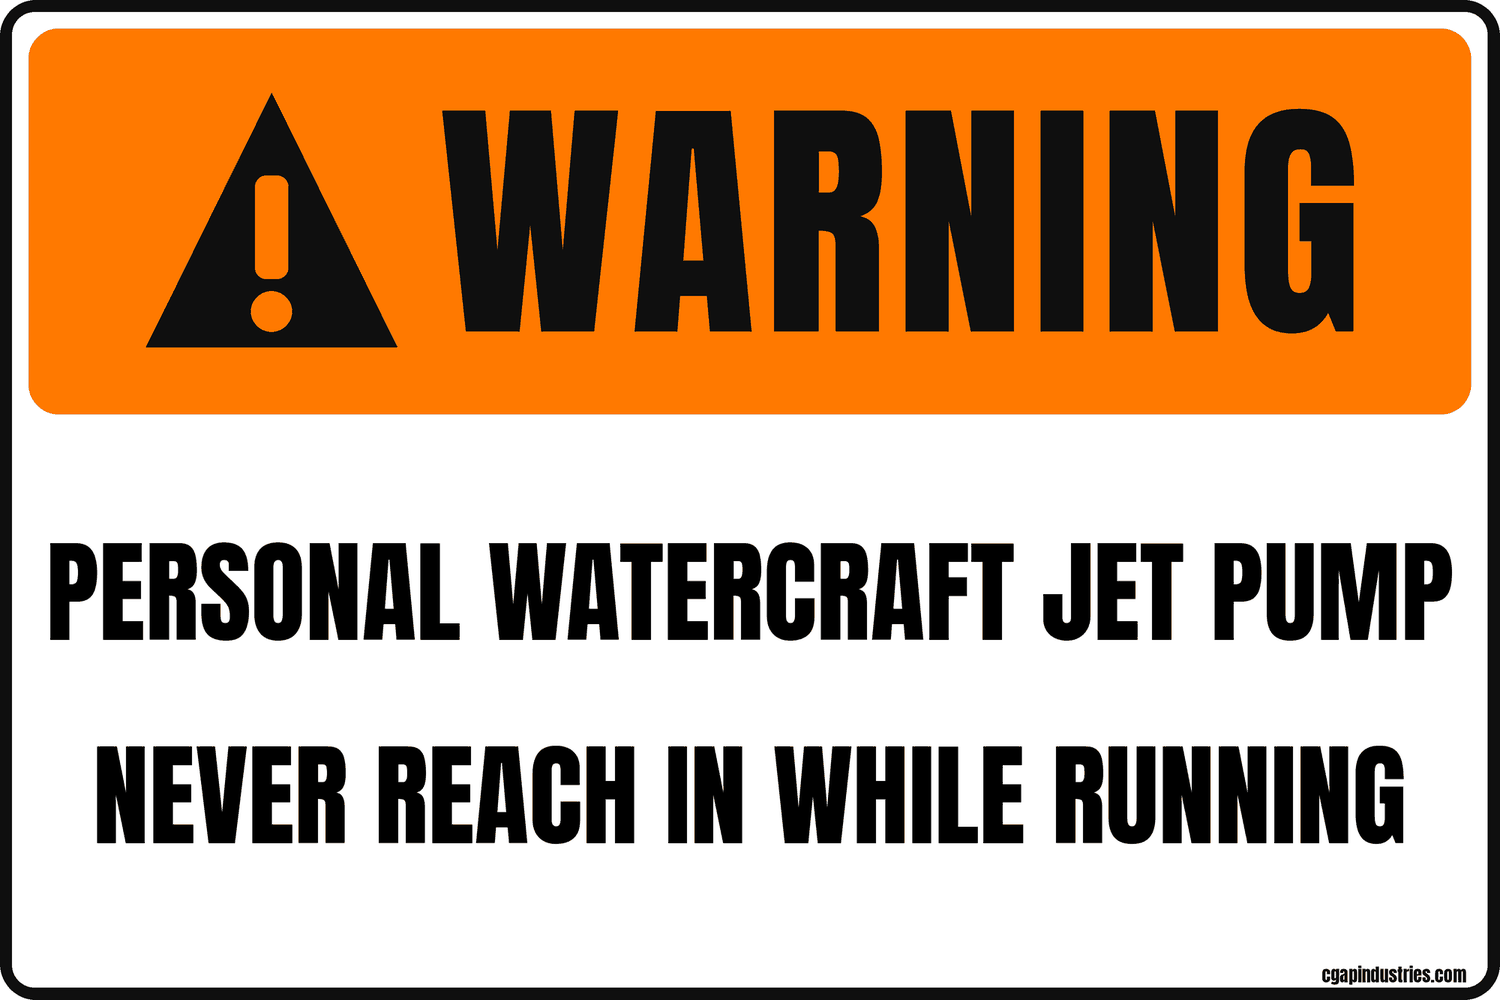 WARNING
PERSONAL WATERCRAFT JET PUMP
NEVER REACH IN WHILE RUNNING
cgapindustries.com